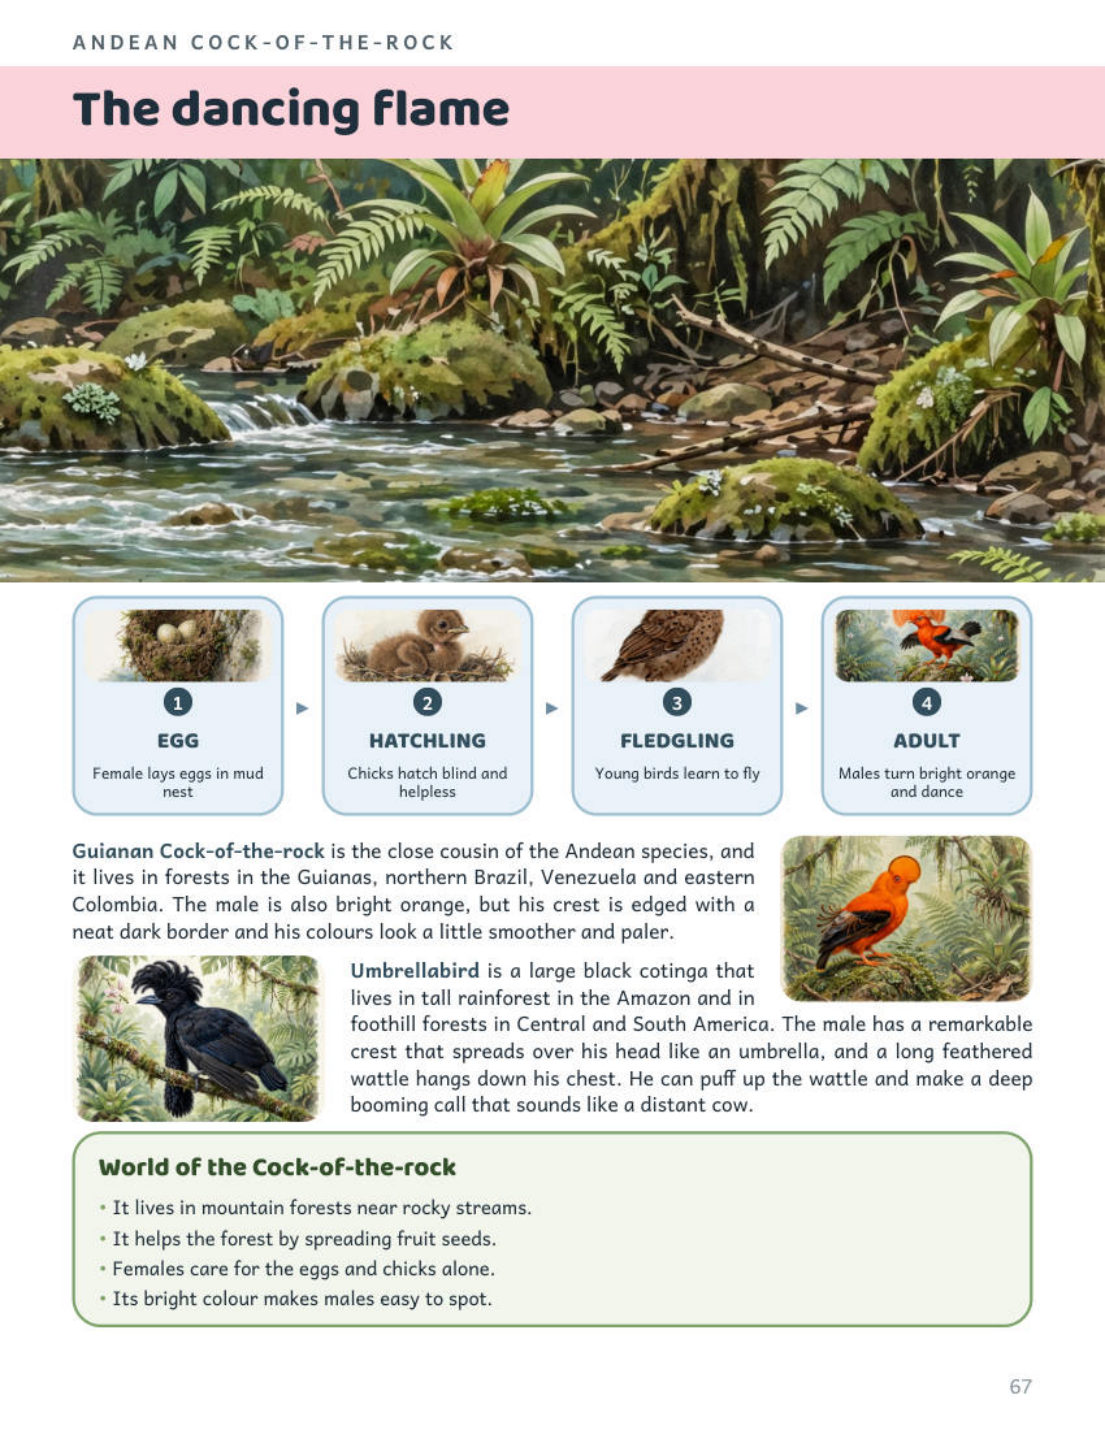 ANDEAN COCK-OF-THE-ROCK
The dancing flame
1
EGG
Female lays eggs in mud
nest
2
HATCHLING
Chicks hatch blind and
helpless
3
FLEDGLING
Young birds learn to fly
4
ADULT
Males turn bright orange
and dance
Guianan Cock-of-the-rock is the close cousin of the Andean species, and
it lives in forests in the Guianas, northern Brazil, Venezuela and eastern
Colombia. The male is also bright orange, but his crest is edged with a
neat dark border and his colours look a little smoother and paler.
Umbrellabird is a large black cotinga that
lives in tall rainforest in the Amazon and in
foothill forests in Central and South America. The male has a remarkable
crest that spreads over his head like an umbrella, and a long feathered
wattle hangs down his chest. He can puff up the wattle and make a deep
booming call that sounds like a distant cow.
World of the Cock-of-the-rock
• It lives in mountain forests near rocky streams.
• It helps the forest by spreading fruit seeds.
• Females care for the eggs and chicks alone.
• Its bright colour makes males easy to spot.
67